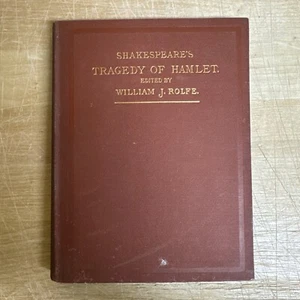 SHAKESPEARE'S
TRAGEDY OF HAMLET.
EDITED BY
WILLIAM J. ROLFE.